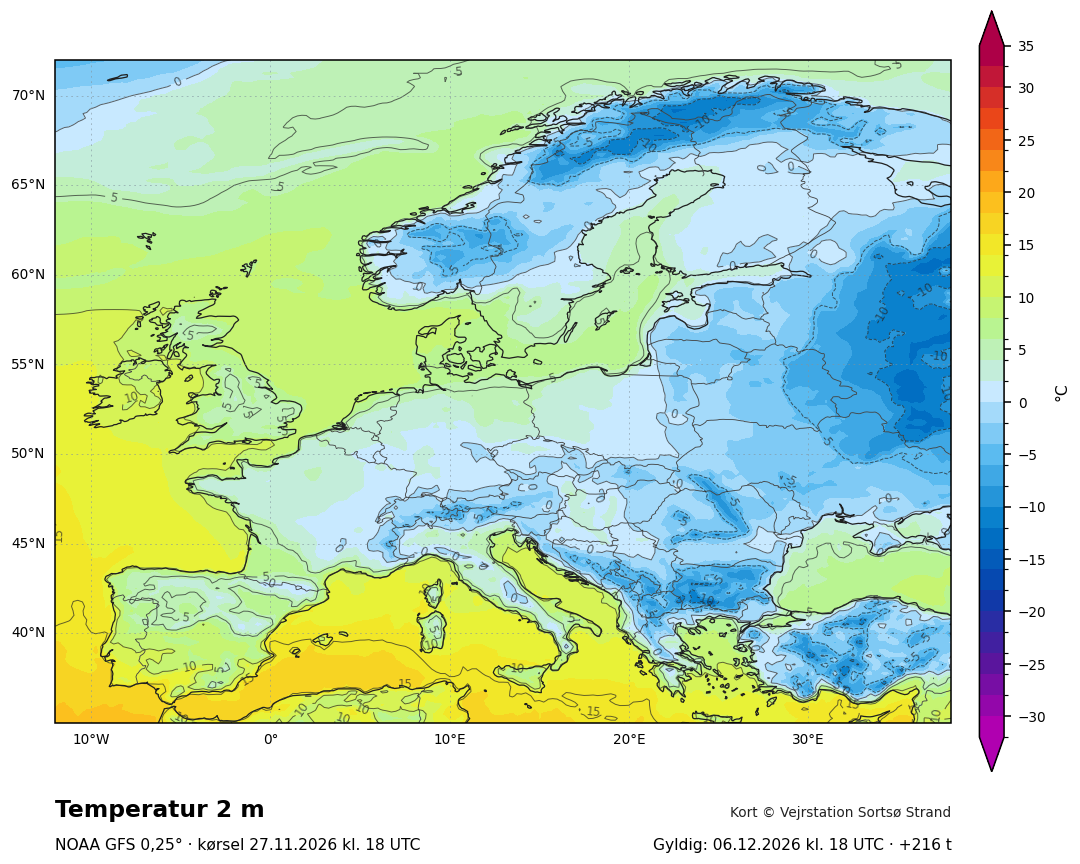 70°N
65°N
60°N
55°N
50°N
45°N
40°N
10°W
0°
10°E
20°E
30°E
35
30
25
20
15
10
5
0
−5
−10
−15
−20
−25
−30
°C
Temperatur 2 m
Kort © Vejrstation Sortsø Strand
NOAA GFS 0,25° · kørsel 27.11.2026 kl. 18 UTC
Gyldig: 06.12.2026 kl. 18 UTC · +216 t